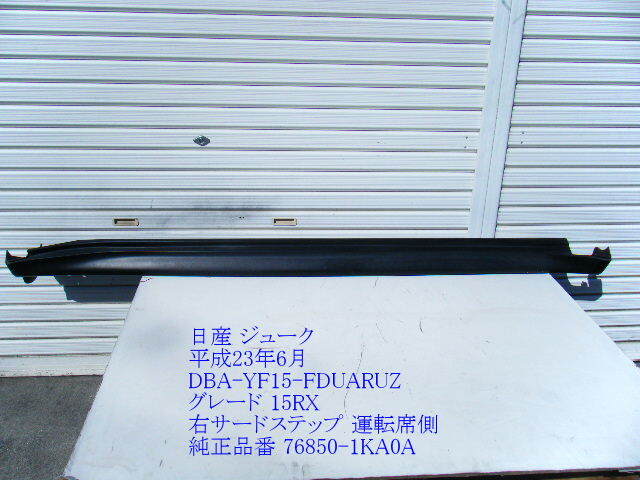 日産 ジューク
平成23年6月
DBA-YF15-FDUARUZ
グレード 15RX
右サードステップ 運転席側
純正品番 76850-1KA0A